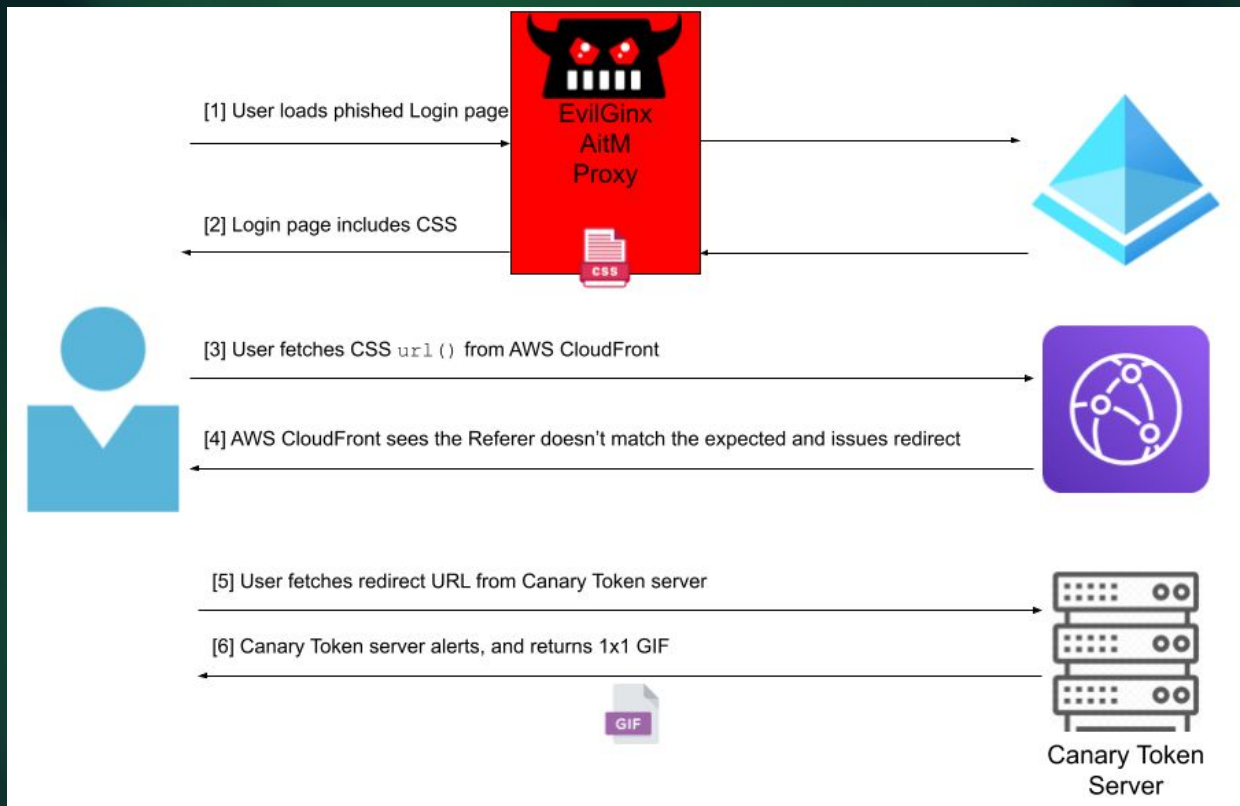 [1] User loads phished Login page
EvilGinx
AitM
Proxy
[2] Login page includes CSS
CSS
[3] User fetches CSS url() from AWS CloudFront
[4] AWS CloudFront sees the Referer doesn't match the expected and issues redirect
[5] User fetches redirect URL from Canary Token server
[6] Canary Token server alerts, and returns 1x1 GIF
GIF
Canary Token
Server